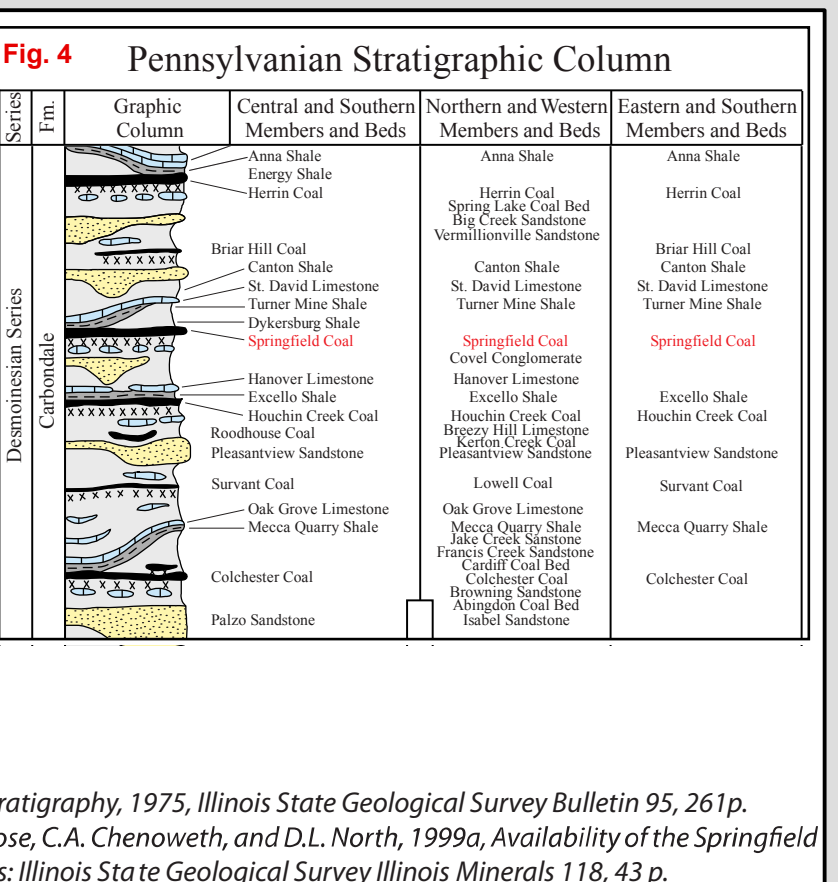 Fig. 4
Pennsylvanian Stratigraphic Column
Series
Fm.
Graphic
Column
Central and Southern
Members and Beds
Northern and Western
Members and Beds
Eastern and Southern
Members and Beds
Desmoinesian Series
Carbondale
Anna Shale
Energy Shale
Herrin Coal
Briar Hill Coal
Canton Shale
St. David Limestone
Turner Mine Shale
Dykersburg Shale
Springfield Coal
Hanover Limestone
Excello Shale
Houchin Creek Coal
Roodhouse Coal
Pleasantview Sandstone
Survant Coal
Oak Grove Limestone
Mecca Quarry Shale
Colchester Coal
Palzo Sandstone
Anna Shale
Herrin Coal
Spring Lake Coal Bed
Big Creek Sandstone
Vermillionville Sandstone
Canton Shale
St. David Limestone
Turner Mine Shale
Springfield Coal
Covel Conglomerate
Hanover Limestone
Excello Shale
Houchin Creek Coal
Breezy Hill Limestone
Kerton Creek Coal
Pleasantview Sandstone
Lowell Coal
Oak Grove Limestone
Mecca Quarry Shale
Jake Creek Sanstone
Francis Creek Sandstone
Cardiff Coal Bed
Colchester Coal
Browning Sandstone
Abingdon Coal Bed
Isabel Sandstone
Anna Shale
Herrin Coal
Briar Hill Coal
Canton Shale
St. David Limestone
Turner Mine Shale
Springfield Coal
Excello Shale
Houchin Creek Coal
Pleasantview Sandstone
Survant Coal
Mecca Quarry Shale
Colchester Coal
ratigraphy, 1975, Illinois State Geological Survey Bulletin 95, 261p.
ose, C.A. Chenoweth, and D.L. North, 1999a, Availability of the Springfield
s: Illinois State Geological Survey Illinois Minerals 118, 43 p.